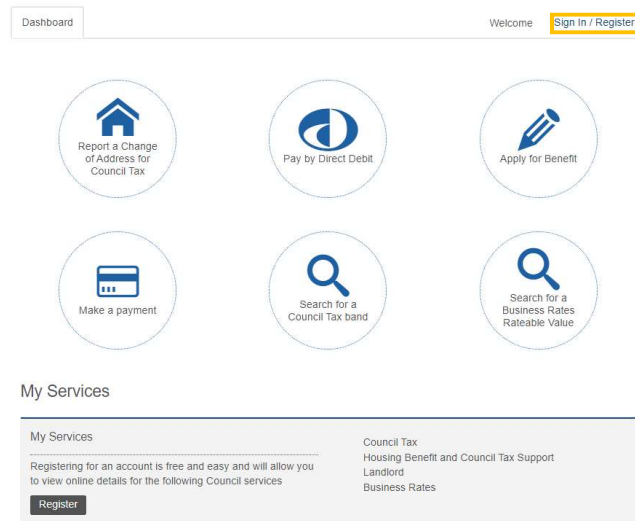 Dashboard
Welcome
Sign In / Register
Report a Change
of Address for
Council Tax
Pay by Direct Debit
Apply for Benefit
Make a payment
Search for a
Council Tax band
Search for a
Business Rates
Rateable Value
My Services
My Services
Registering for an account is free and easy and will allow you
to view online details for the following Council services
Register
Council Tax
Housing Benefit and Council Tax Support
Landlord
Business Rates